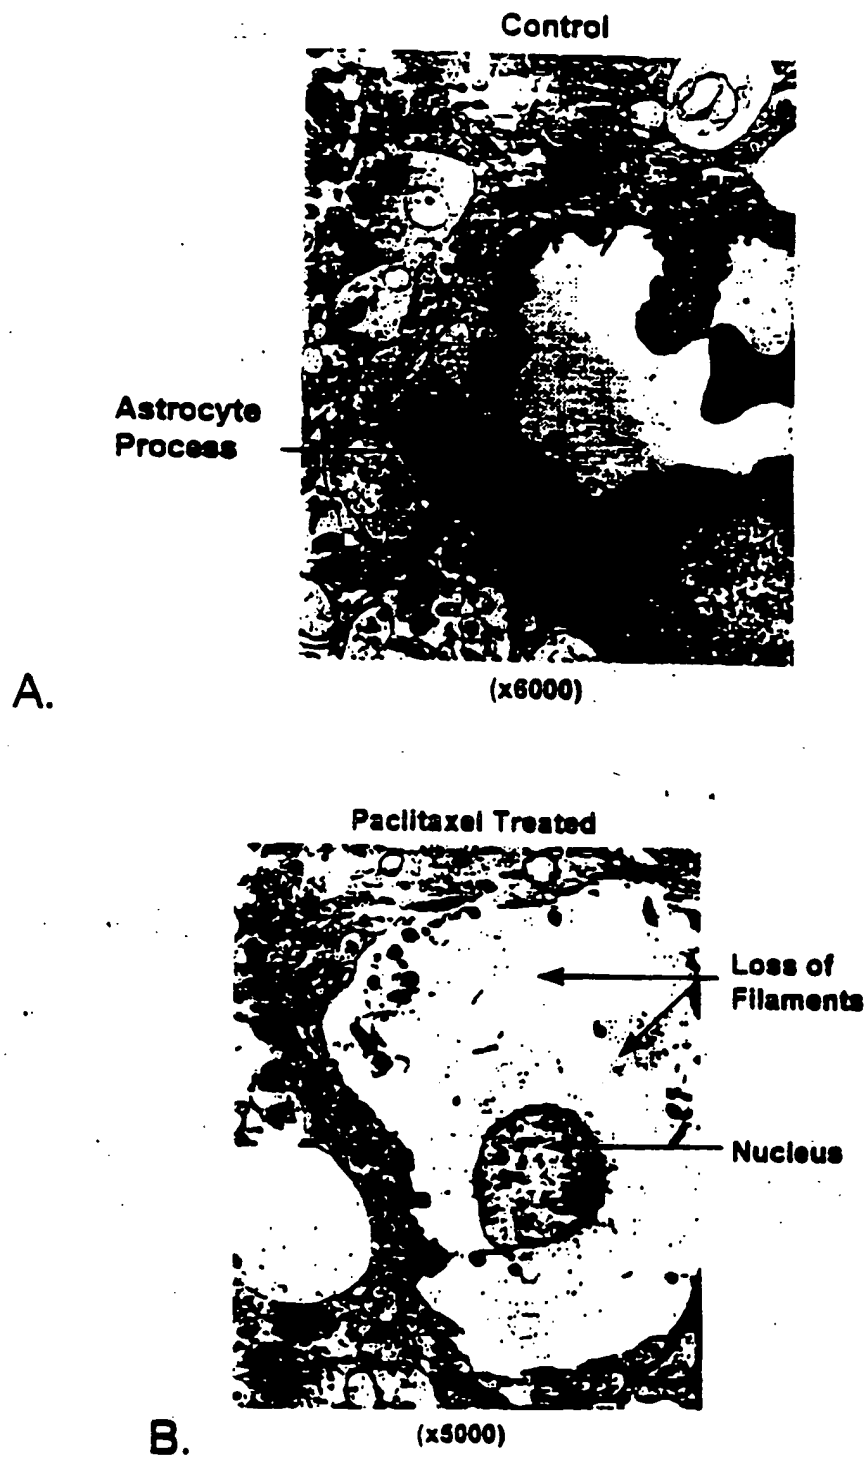 Control
Astrocyte
Process
A.
(x6000)
Paclitaxel Treated
Loss of
Filaments
Nucleus
B.
(x5000)